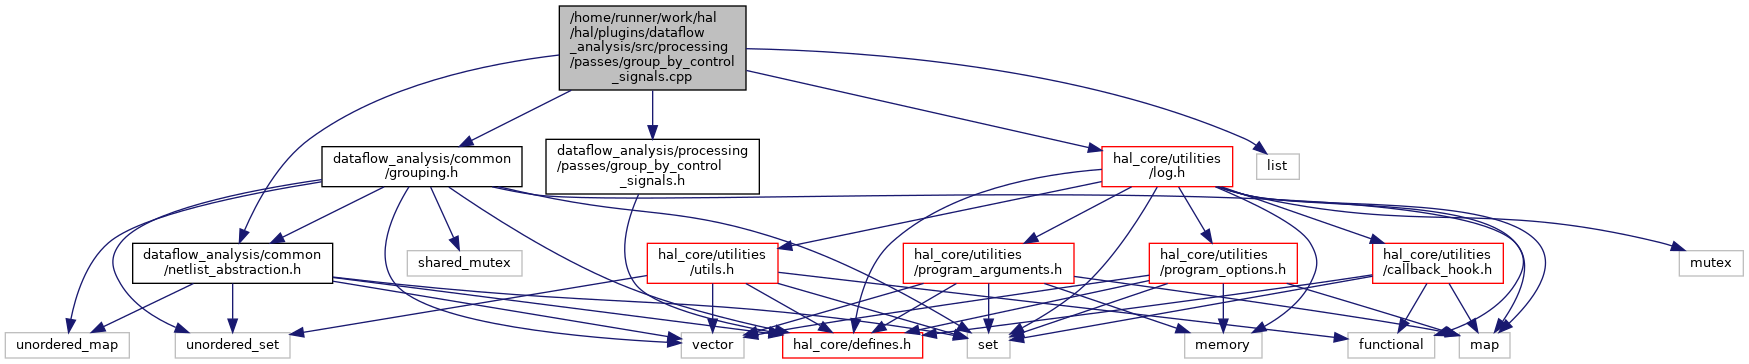 /home/runner/work/hal
/hal/plugins/dataflow
_analysis/src/processing
/passes/group_by_control
_signals.cpp
dataflow_analysis/common
/grouping.h
dataflow_analysis/processing
/passes/group_by_control
_signals.h
hal_core/utilities
/log.h
list
dataflow_analysis/common
/netlist_abstraction.h
shared_mutex
hal_core/utilities
/utils.h
hal_core/utilities
/program_arguments.h
hal_core/utilities
/program_options.h
hal_core/utilities
/callback_hook.h
mutex
unordered_map
unordered_set
vector
hal_core/defines.h
set
memory
functional
map